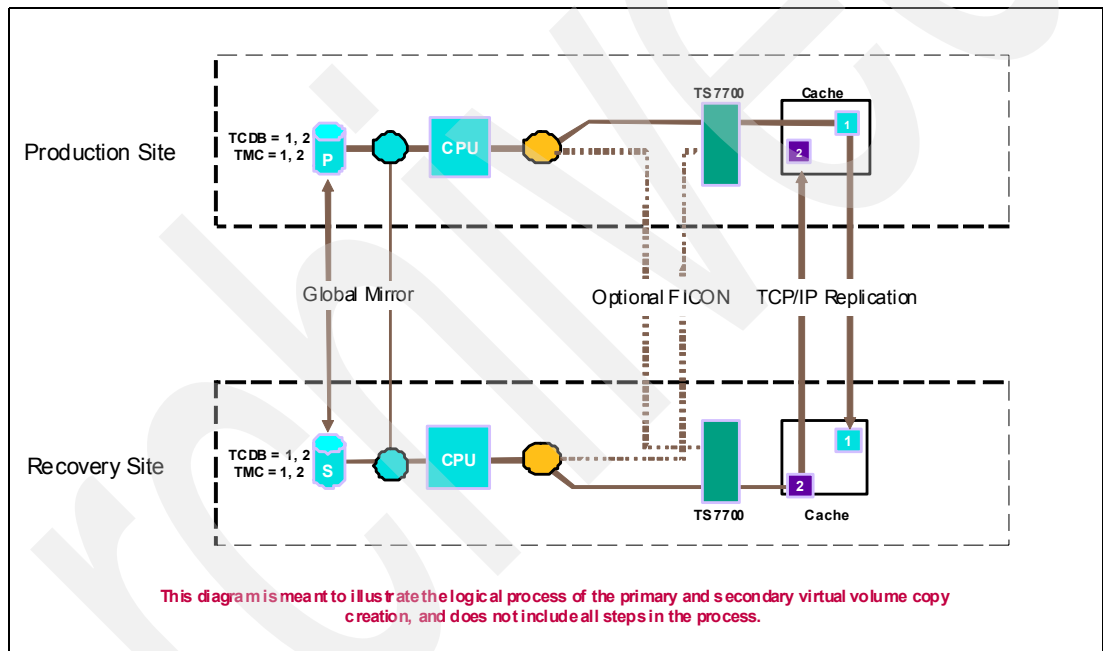 TS7700
Cache
TCDB = 1, 2
TMC = 1, 2
P
CPU
1
2
Production Site
Global Mirror
Optional FICON
TCP/IP Replication
TCDB = 1, 2
TMC = 1, 2
S
CPU
1
2
Recovery Site
TS7700
Cache
This diagram is meant to illustrate the logical process of the primary and secondary virtual volume copy
creation, and does not include all steps in the process.